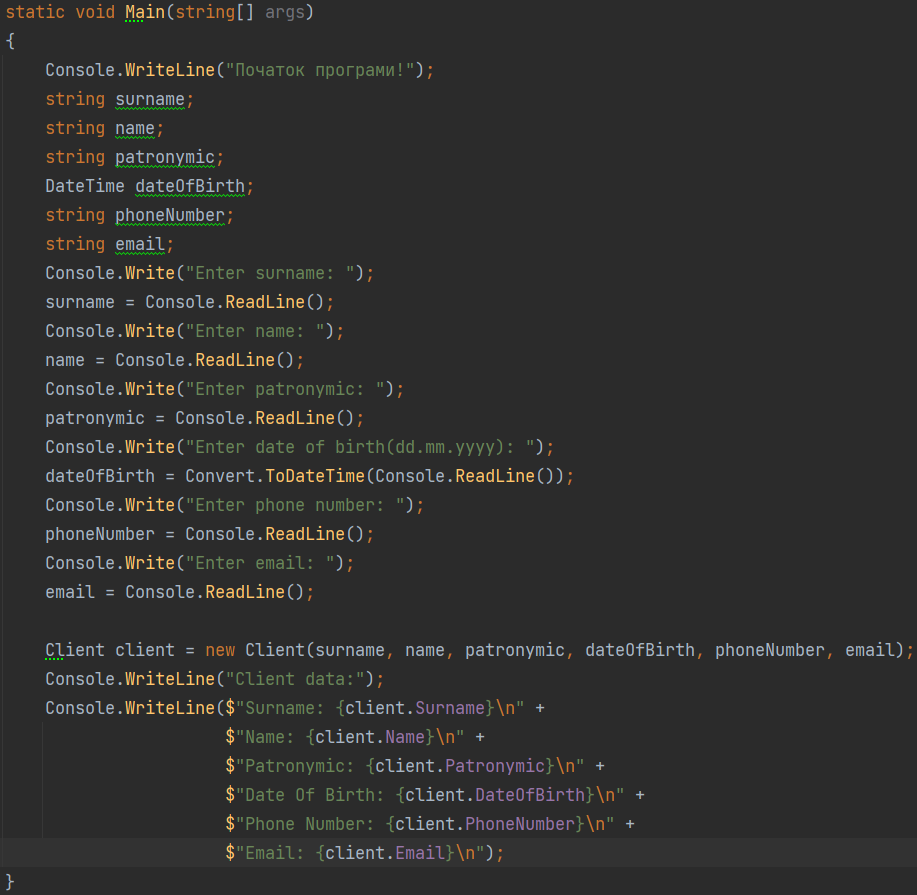 static void Main(string[] args)
{
    Console.WriteLine("Початок програми!");
    string surname;
    string name;
    string patronymic;
    DateTime dateOfBirth;
    string phoneNumber;
    string email;
    Console.Write("Enter surname: ");
    surname = Console.ReadLine();
    Console.Write("Enter name: ");
    name = Console.ReadLine();
    Console.Write("Enter patronymic: ");
    patronymic = Console.ReadLine();
    Console.Write("Enter date of birth(dd.mm.yyyy): ");
    dateOfBirth = Convert.ToDateTime(Console.ReadLine());
    Console.Write("Enter phone number: ");
    phoneNumber = Console.ReadLine();
    Console.Write("Enter email: ");
    email = Console.ReadLine();

    Client client = new Client(surname, name, patronymic, dateOfBirth, phoneNumber, email);
    Console.WriteLine("Client data:");
    Console.WriteLine($"Surname: {client.Surname}\n" +
                      $"Name: {client.Name}\n" +
                      $"Patronymic: {client.Patronymic}\n" +
                      $"Date Of Birth: {client.DateOfBirth}\n" +
                      $"Phone Number: {client.PhoneNumber}\n" +
                      $"Email: {client.Email}\n");
}